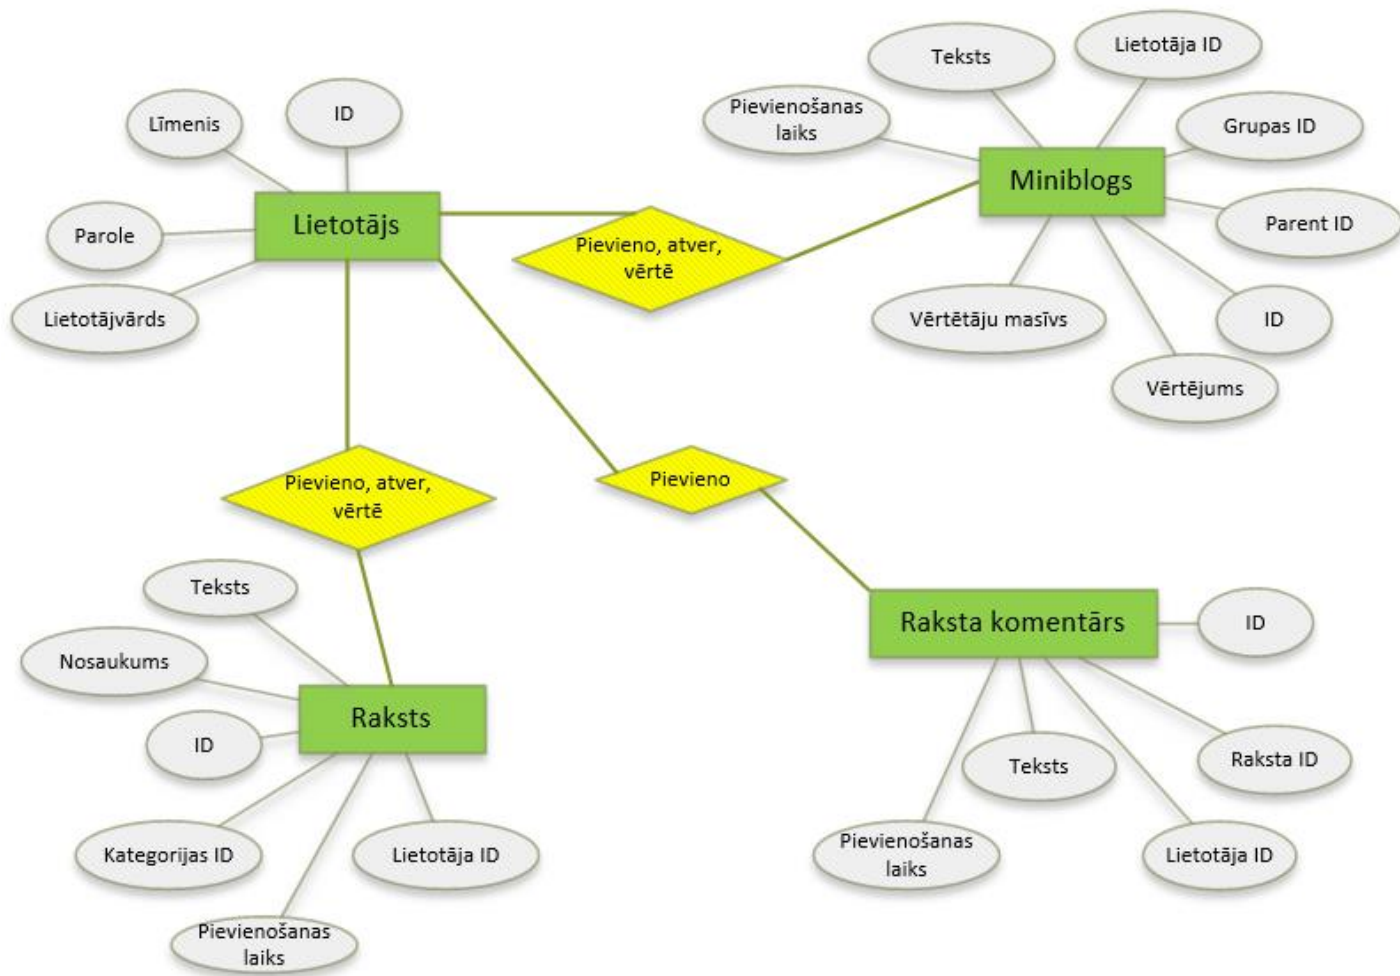 Teksts
Lietotāja ID
Pievienošanas
laiks
Grupas ID
Līmenis
ID
Miniblogs
Lietotājs
Parole
Pievieno, atver,
vērtē
Parent ID
Lietotājvārds
Vērtētāju masīvs
ID
Vērtējums
Pievieno, atver,
vērtē
Pievieno
Teksts
Nosaukums
Raksta komentārs
ID
Raksts
ID
Teksts
Raksta ID
Kategorijas ID
Lietotāja ID
Pievienošanas
laiks
Lietotāja ID
Pievienošanas
laiks